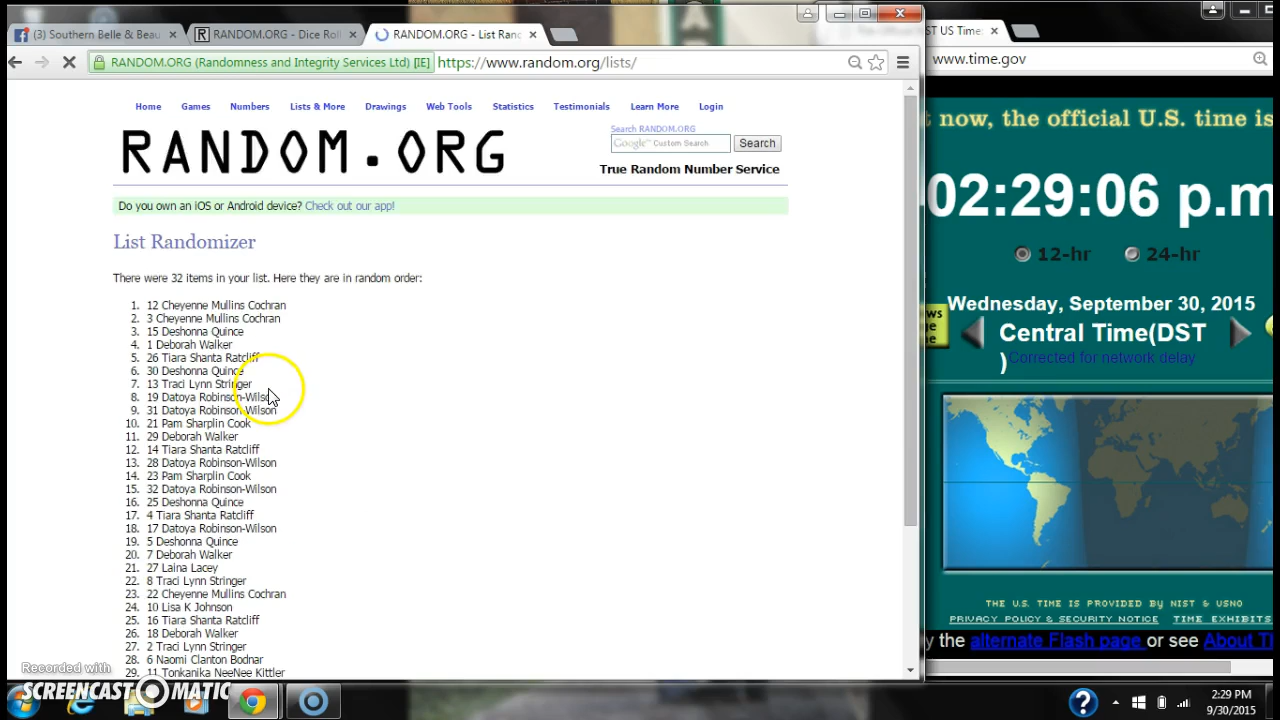 (3) Southern Belle & Beau
RANDOM.ORG - Dice Roll
RANDOM.ORG - List Ran
RANDOM.ORG (Randomness and Integrity Services Ltd) [IE]
https://www.random.org/lists/
Home Games Numbers Lists & More Drawings Web Tools Statistics Testimonials Learn More Login
RANDOM.ORG
Search RANDOM.ORG
Google™ Custom Search
Search
True Random Number Service
Do you own an iOS or Android device? Check out our app!
List Randomizer
There were 32 items in your list. Here they are in random order:
1. 12 Cheyenne Mullins Cochran
2. 3 Cheyenne Mullins Cochran
3. 15 Deshonna Quince
4. 1 Deborah Walker
5. 26 Tiara Shanta Ratcliff
6. 30 Deshonna Quince
7. 13 Traci Lynn Stringer
8. 19 Datoya Robinson-Wilson
9. 31 Datoya Robinson-Wilson
10. 21 Pam Sharplin Cook
11. 29 Deborah Walker
12. 14 Tiara Shanta Ratcliff
13. 28 Datoya Robinson-Wilson
14. 23 Pam Sharplin Cook
15. 32 Datoya Robinson-Wilson
16. 25 Deshonna Quince
17. 4 Tiara Shanta Ratcliff
18. 17 Datoya Robinson-Wilson
19. 5 Deshonna Quince
20. 7 Deborah Walker
21. 27 Laina Lacey
22. 8 Traci Lynn Stringer
23. 22 Cheyenne Mullins Cochran
24. 10 Lisa K Johnson
25. 16 Tiara Shanta Ratcliff
26. 18 Deborah Walker
27. 2 Traci Lynn Stringer
28. 6 Naomi Clanton Bodnar
29. 11 Tonkanika NeeNee Kittler
ST US Time
www.time.gov
t now, the official U.S. time is
02:29:06 p.m
12-hr 24-hr
Wednesday, September 30, 2015
Central Time(DST
)
Corrected for network delay
THE U.S. TIME IS PROVIDED BY NIST & USNO
PRIVACY POLICY & SECURITY NOTICE TIME EXHIBITS
y the alternate Flash page or see About TI
Recorded with
SCREENCAST-O-MATIC
2:29 PM
9/30/2015